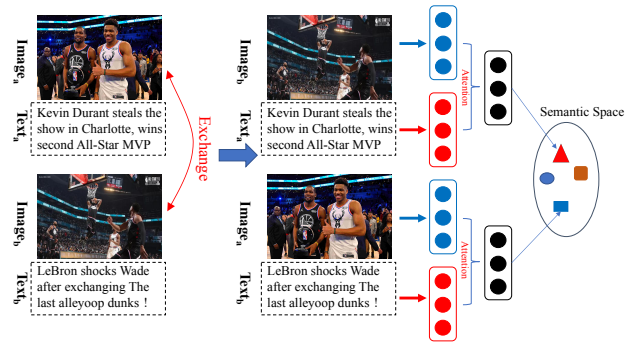 Image_a
Text_a
Kevin Durant steals the
show in Charlotte, wins
second All-Star MVP
Image_b
Text_b
LeBron shocks Wade
after exchanging The
last alleyoop dunks！
Exchange
Image_b
Text_a
Kevin Durant steals the
show in Charlotte, wins
second All-Star MVP
Attention
Image_a
Text_b
LeBron shocks Wade
after exchanging The
last alleyoop dunks！
Attention
Semantic Space